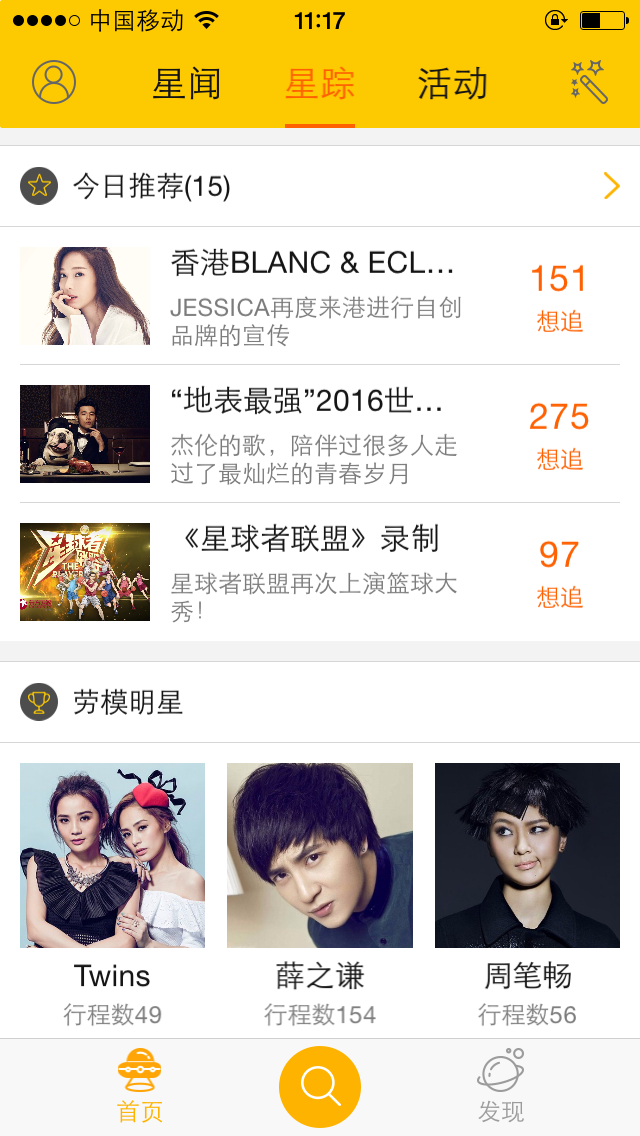 中国移动 11:17
星闻 星踪 活动
今日推荐(15)
香港BLANC & ECL...
151
JESSICA再度来港进行自创
品牌的宣传
想追
“地表最强”2016世...
275
杰伦的歌，陪伴过很多人走
过了最灿烂的青春岁月
想追
星球者
《星球者联盟》录制
97
星球者联盟再次上演篮球大
秀！
想追
劳模明星
Twins 薛之谦 周笔畅
行程数49 行程数154 行程数56
首页 发现